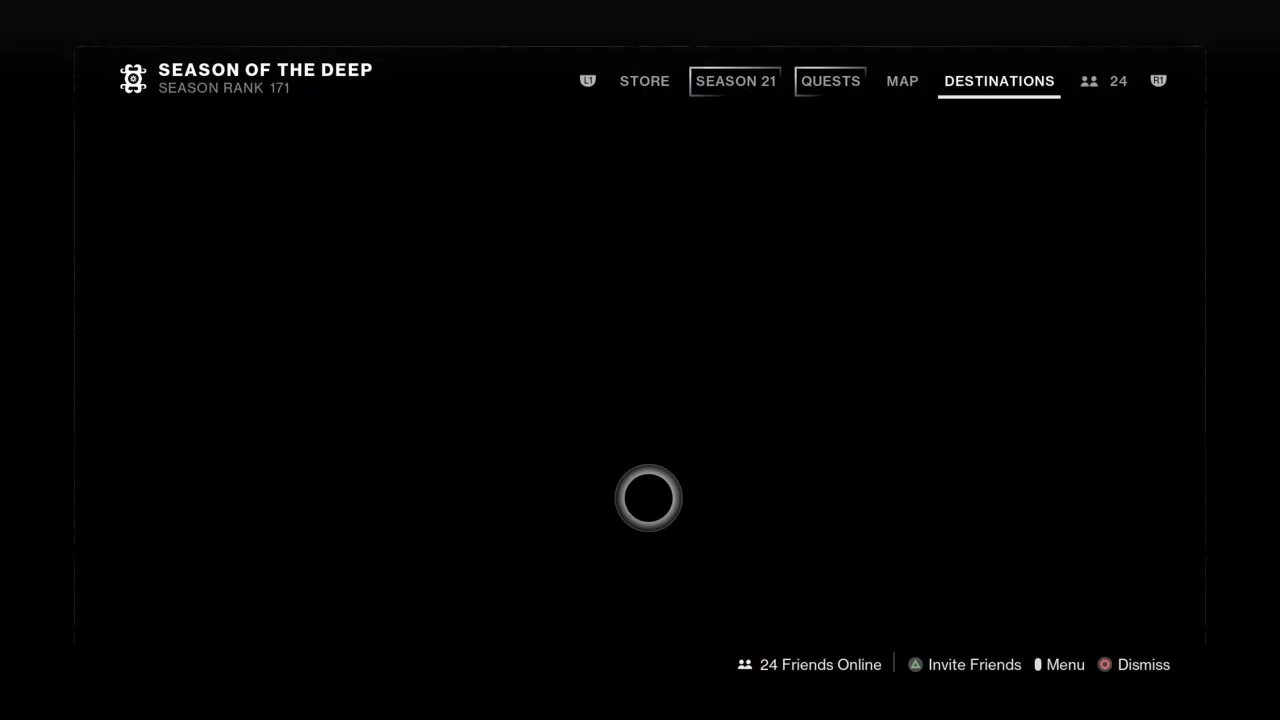 SEASON OF THE DEEP
SEASON RANK 171
L1 STORE SEASON 21 QUESTS MAP DESTINATIONS 24 R1
24 Friends Online Invite Friends Menu Dismiss